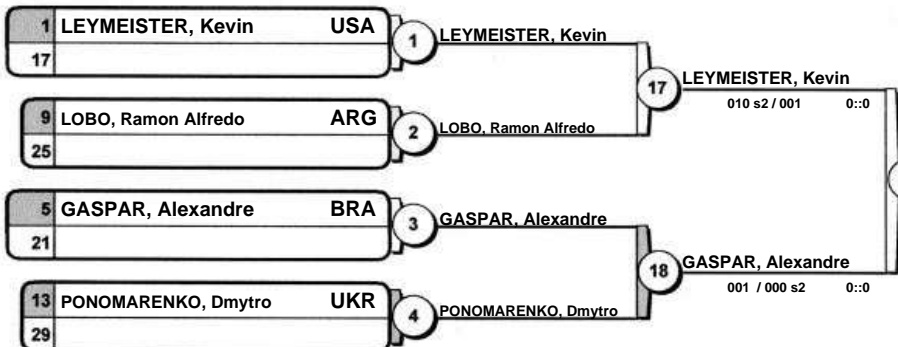 1 LEYMEISTER, Kevin USA
17
1
LEYMEISTER, Kevin
9 LOBO, Ramon Alfredo ARG
25
2
LOBO, Ramon Alfredo
17
LEYMEISTER, Kevin
010 s2 / 001 0::0
5 GASPAR, Alexandre BRA
21
3
GASPAR, Alexandre
13 PONOMARENKO, Dmytro UKR
29
4
PONOMARENKO, Dmytro
18
GASPAR, Alexandre
001 / 000 s2 0::0